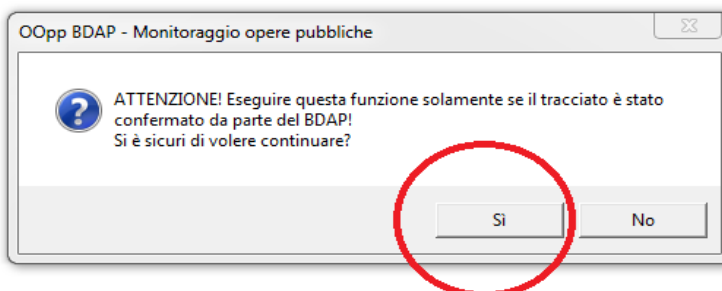 OOpp BDAP - Monitoraggio opere pubbliche
ATTENZIONE! Eseguire questa funzione solamente se il tracciato è stato
confermato da parte del BDAP!
Si è sicuri di volere continuare?
Sì
No